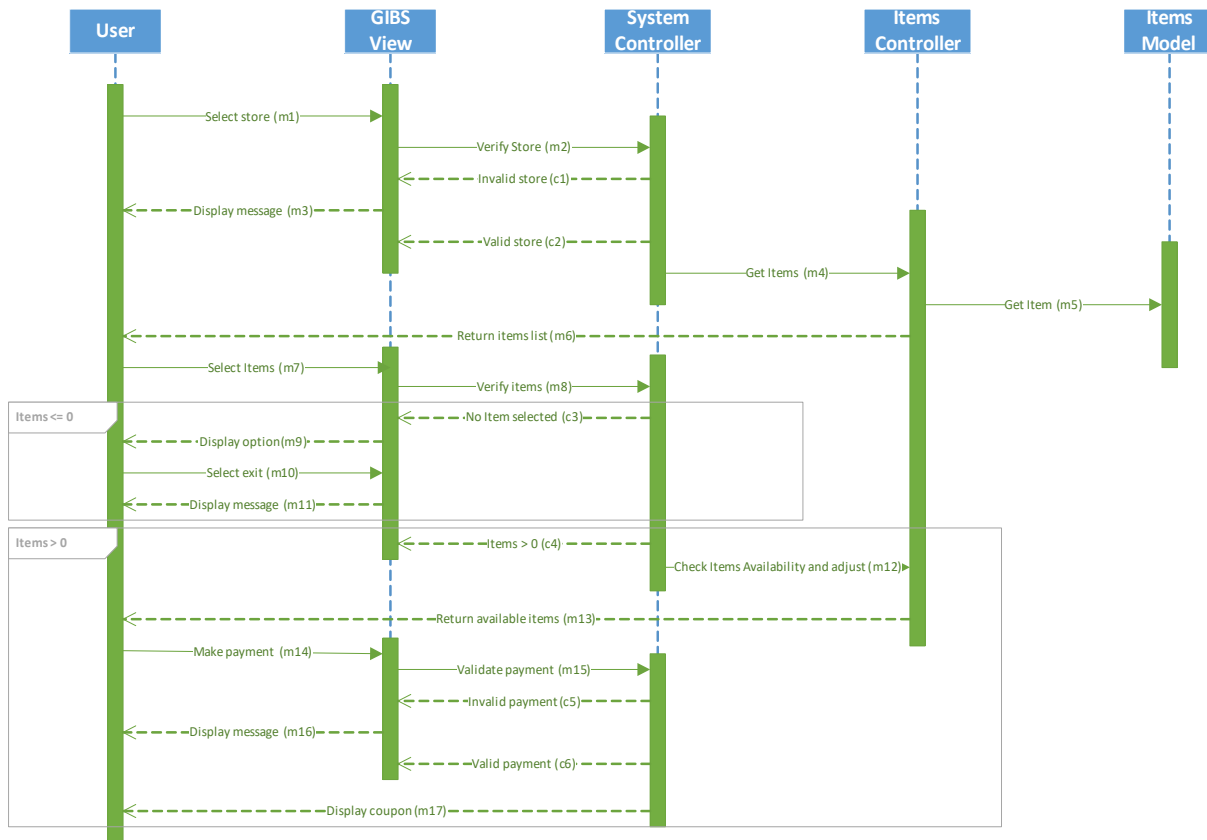 User
GIBS
View
System
Controller
Items
Controller
Items
Model
Select store (m1)
Verify Store (m2)
Invalid store (c1)
Display message (m3)
Valid store (c2)
Get Items (m4)
Get Item (m5)
Return items list (m6)
Select Items (m7)
Verify items (m8)
Items <= 0
No Item selected (c3)
Display option(m9)
Select exit (m10)
Display message (m11)
Items > 0
Items > 0 (c4)
Check Items Availability and adjust (m12)
Return available items (m13)
Make payment (m14)
Validate payment (m15)
Invalid payment (c5)
Display message (m16)
Valid payment (c6)
Display coupon (m17)